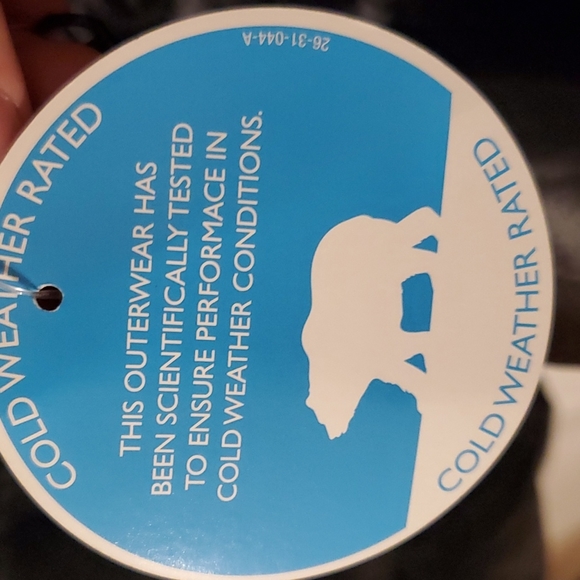 COLD WEATHER RATED
THIS OUTERWEAR HAS
BEEN SCIENTIFICALLY TESTED
TO ENSURE PERFORMACE IN
COLD WEATHER CONDITIONS.
COLD WEATHER RATED
26-31-044-A